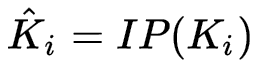 K̂ᵢ = IP(Kᵢ)